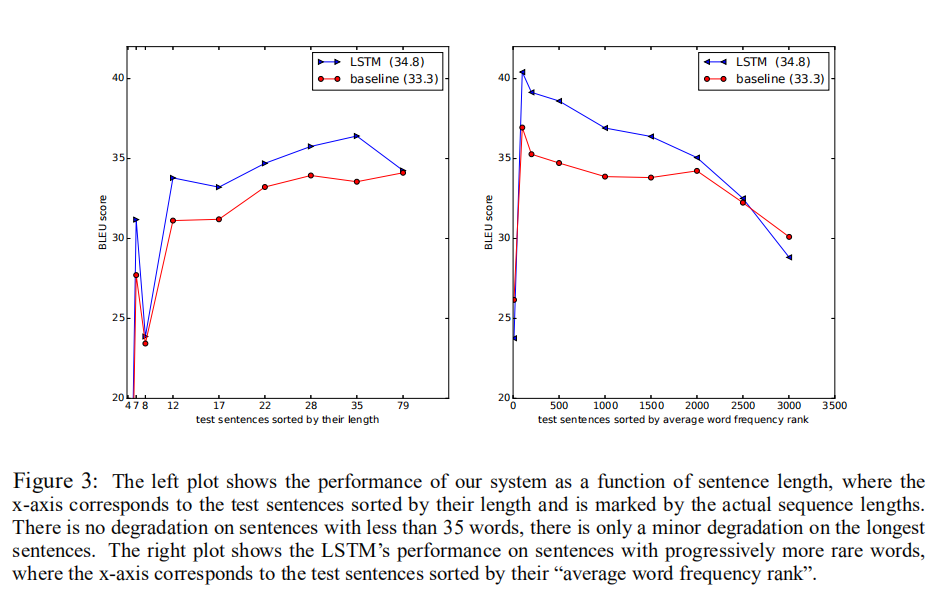 LSTM (34.8)
baseline (33.3)
40
35
30
25
20
BLEU score
4 7 8 12 17 22 28 35 79
test sentences sorted by their length
LSTM (34.8)
baseline (33.3)
40
35
30
25
20
BLEU score
0 500 1000 1500 2000 2500 3000 3500
test sentences sorted by average word frequency rank
Figure 3: The left plot shows the performance of our system as a function of sentence length, where the
x-axis corresponds to the test sentences sorted by their length and is marked by the actual sequence lengths.
There is no degradation on sentences with less than 35 words, there is only a minor degradation on the longest
sentences. The right plot shows the LSTM’s performance on sentences with progressively more rare words,
where the x-axis corresponds to the test sentences sorted by their “average word frequency rank”.